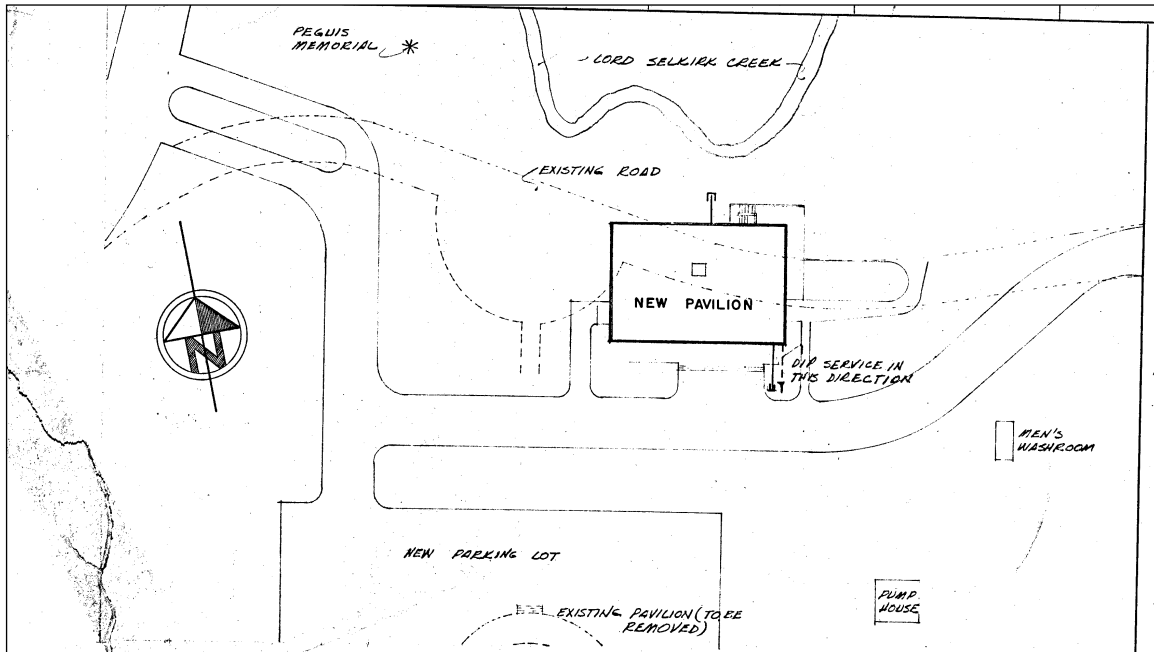 PEGUIS
MEMORIAL
LORD SELKIRK CREEK
EXISTING ROAD
N
NEW PAVILION
DIP SERVICE IN
THIS DIRECTION
MEN'S
WASHROOM
NEW PARKING LOT
EXISTING PAVILION (TO BE
REMOVED)
PUMP
HOUSE